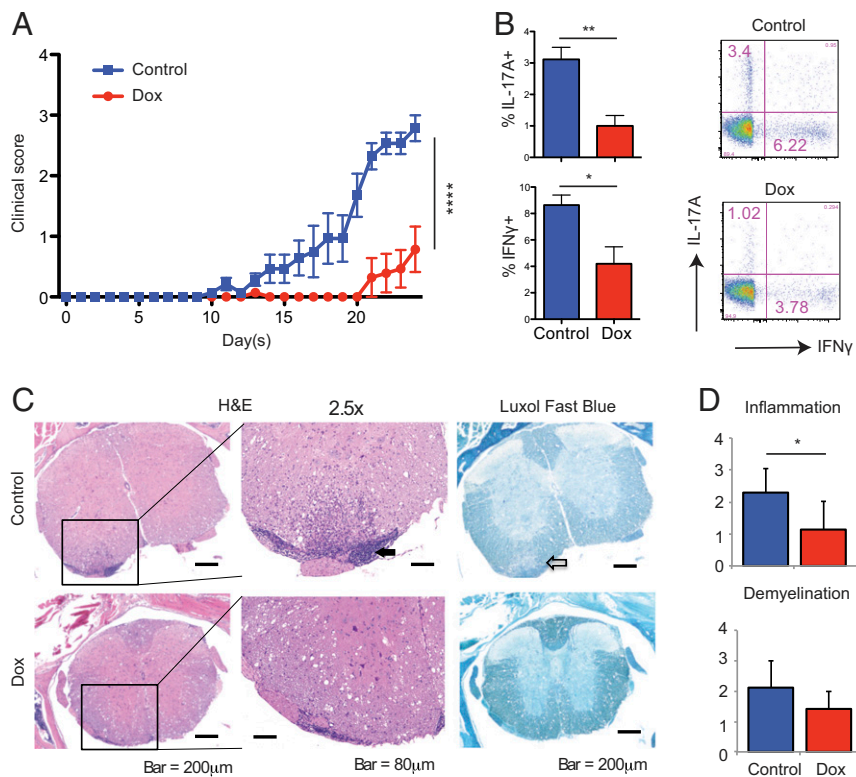 A
4
3
2
1
0
Clinical score
Control
Dox
****
0
5
10
15
20
Day(s)
B
% IL-17A+
4
3
2
1
0
**
% IFNγ+
10
8
6
4
2
0
*
Control
Dox
Control
3.4
6.22
Dox
1.02
0.294
3.78
IL-17A
IFNγ
C
H&E
2.5x
Luxol Fast Blue
Control
Dox
Bar = 200μm
Bar = 80μm
Bar = 200μm
D
Inflammation
4
3
2
1
0
*
Demyelination
4
3
2
1
0
Control
Dox